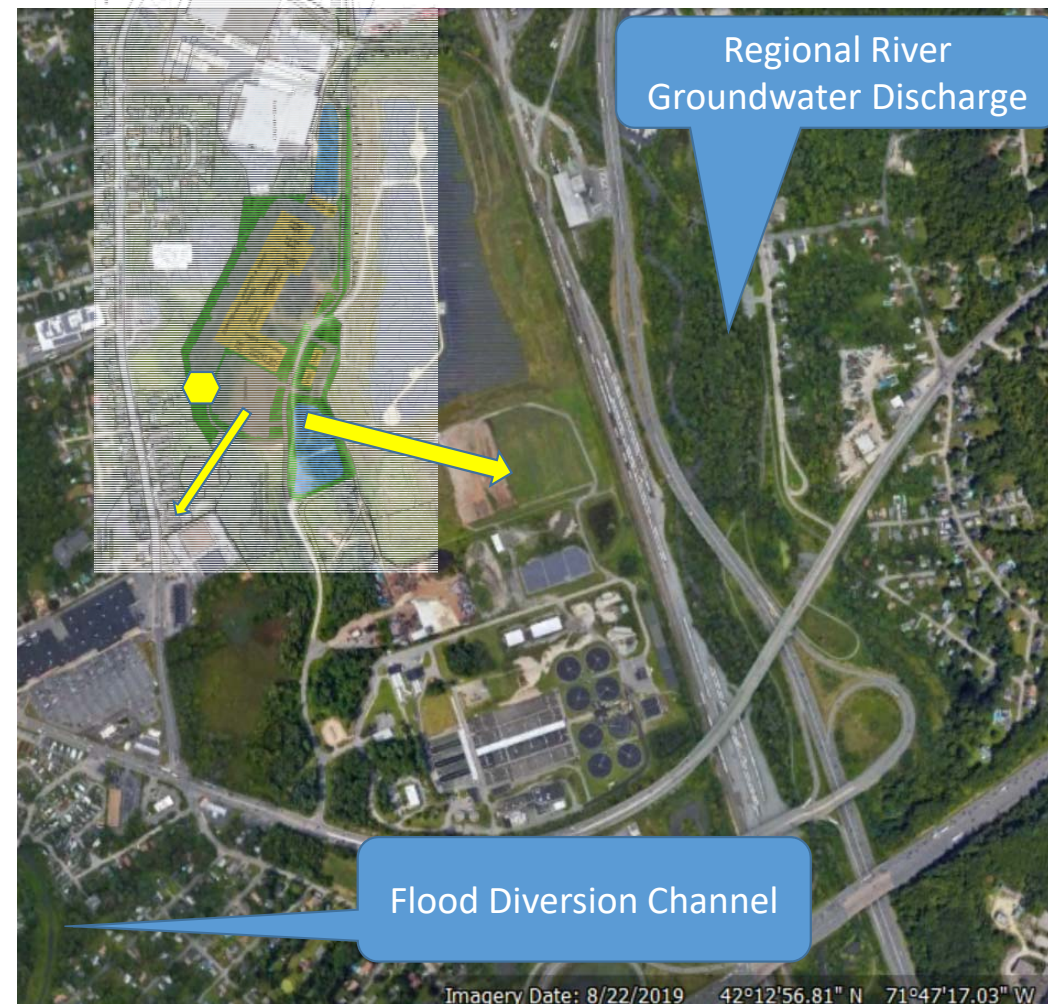 Regional River
Groundwater Discharge
Flood Diversion Channel
Imagery Date: 8/22/2019 42°12'56.81" N 71°47'17.03" W